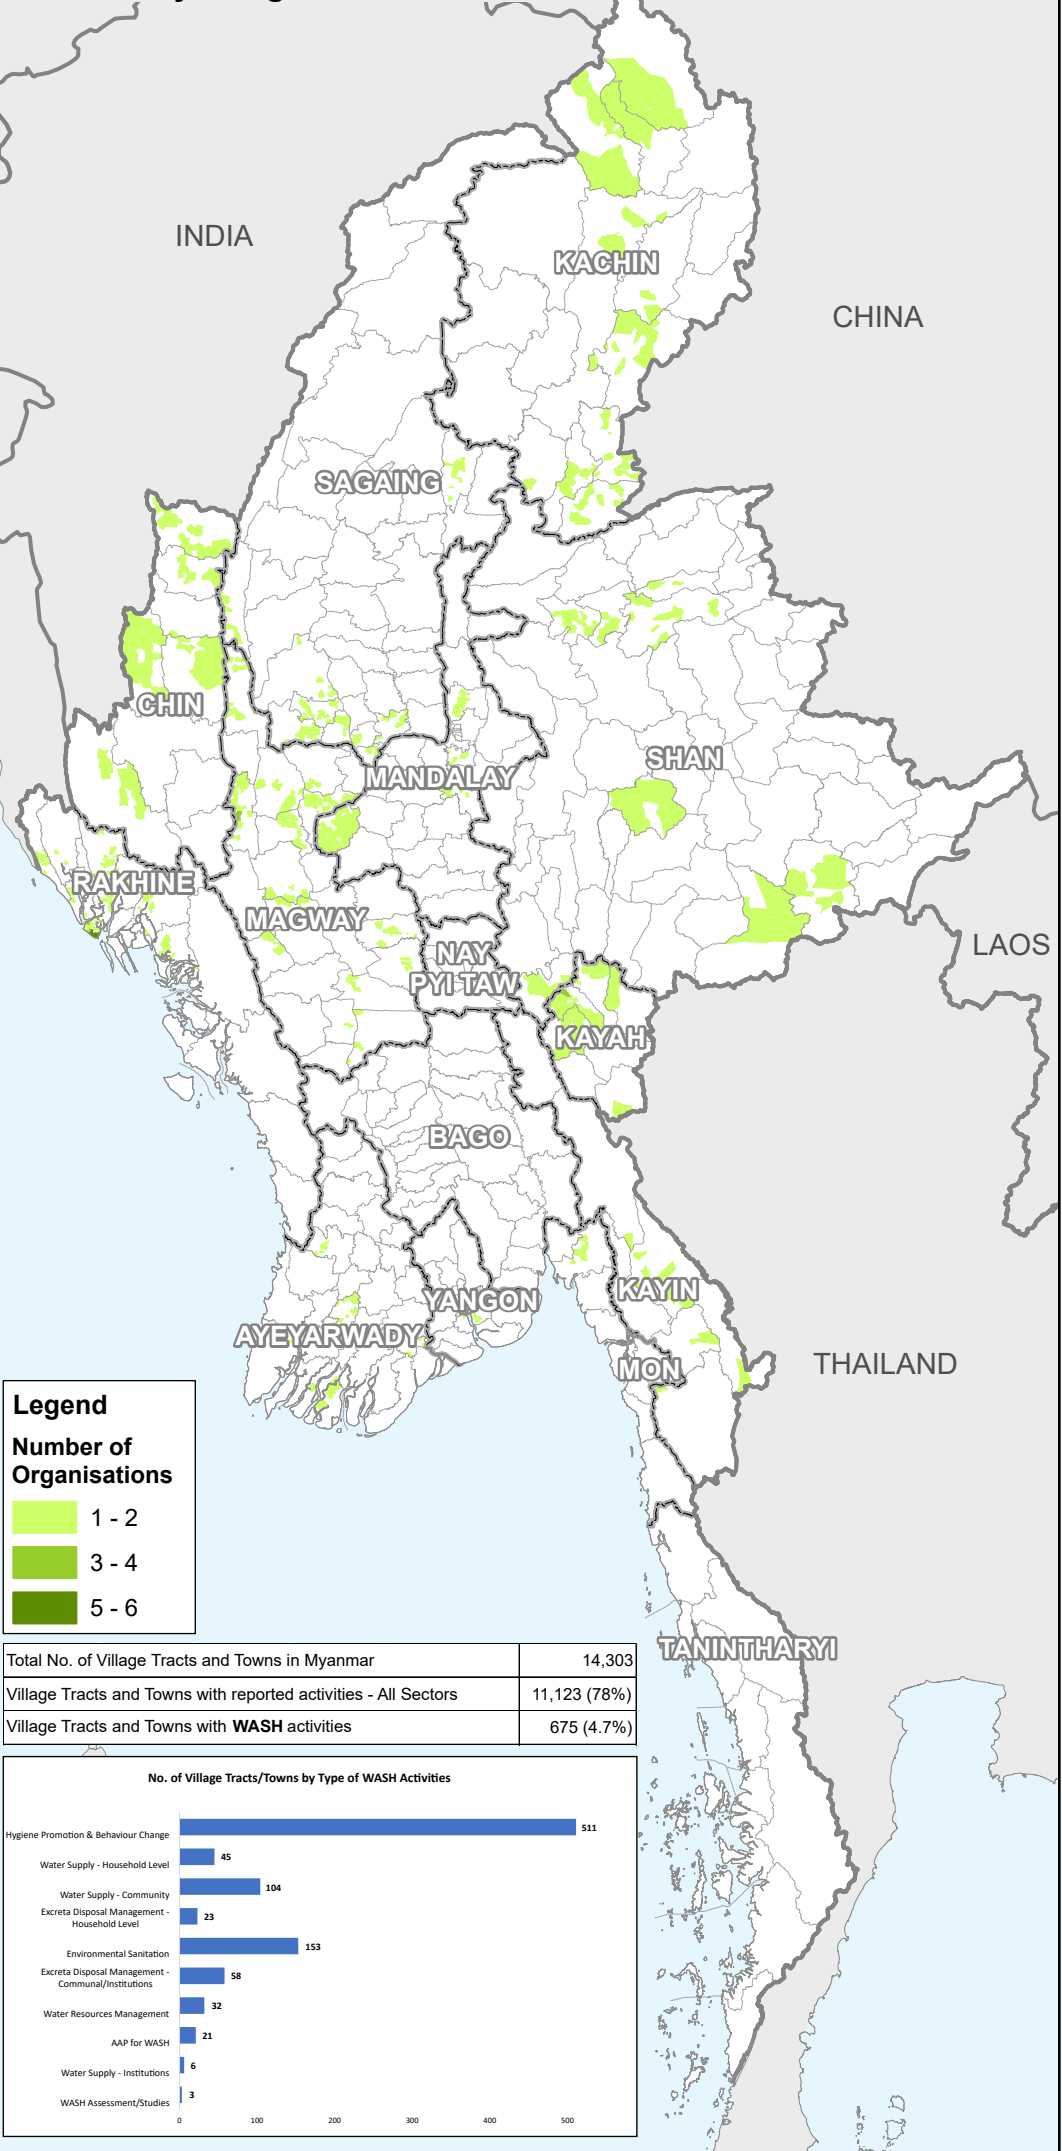 INDIA
KACHIN
CHINA
SAGAING
CHIN
SHAN
MANDALAY
RAKHINE
MAGWAY
NAY
PYI TAW
LAOS
KAYAH
BAGO
KAYIN
YANGON
AYEYARWADY
MON
THAILAND
Legend
Number of
Organisations
1 - 2
3 - 4
5 - 6
TANINTHARYI
Total No. of Village Tracts and Towns in Myanmar 14,303
Village Tracts and Towns with reported activities - All Sectors 11,123 (78%)
Village Tracts and Towns with WASH activities 675 (4.7%)
No. of Village Tracts/Towns by Type of WASH Activities
Hygiene Promotion & Behaviour Change 511
Water Supply - Household Level 45
Water Supply - Community 104
Excreta Disposal Management -
Household Level 23
Environmental Sanitation 153
Excreta Disposal Management -
Communal/Institutions 58
Water Resources Management 32
AAP for WASH 21
Water Supply - Institutions 6
WASH Assessment/Studies 3
0 100 200 300 400 500